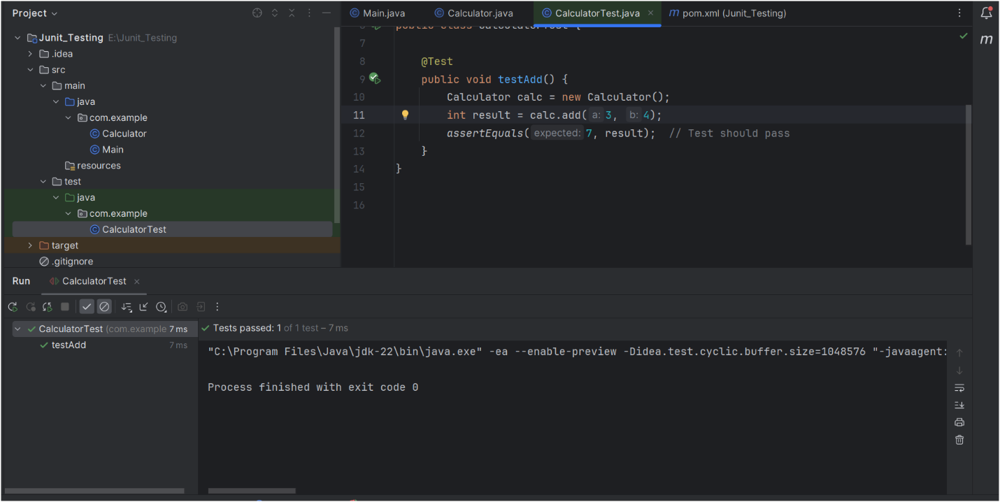 Project
Main.java
Calculator.java
CalculatorTest.java
pom.xml (Junit_Testing)
Junit_Testing E:\Junit_Testing
.idea
src
main
java
com.example
Calculator
Main
resources
test
java
com.example
CalculatorTest
target
.gitignore
7
8 @Test
9 public void testAdd() {
10 Calculator calc = new Calculator();
11 int result = calc.add( a: 3, b: 4);
12 assertEquals( expected: 7, result); // Test should pass
13 }
14 }
15
16
m
Run CalculatorTest
CalculatorTest (com.example 7 ms
testAdd 7 ms
Tests passed: 1 of 1 test – 7 ms
"C:\Program Files\Java\jdk-22\bin\java.exe" -ea --enable-preview -Didea.test.cyclic.buffer.size=1048576 "-javaagent:
Process finished with exit code 0